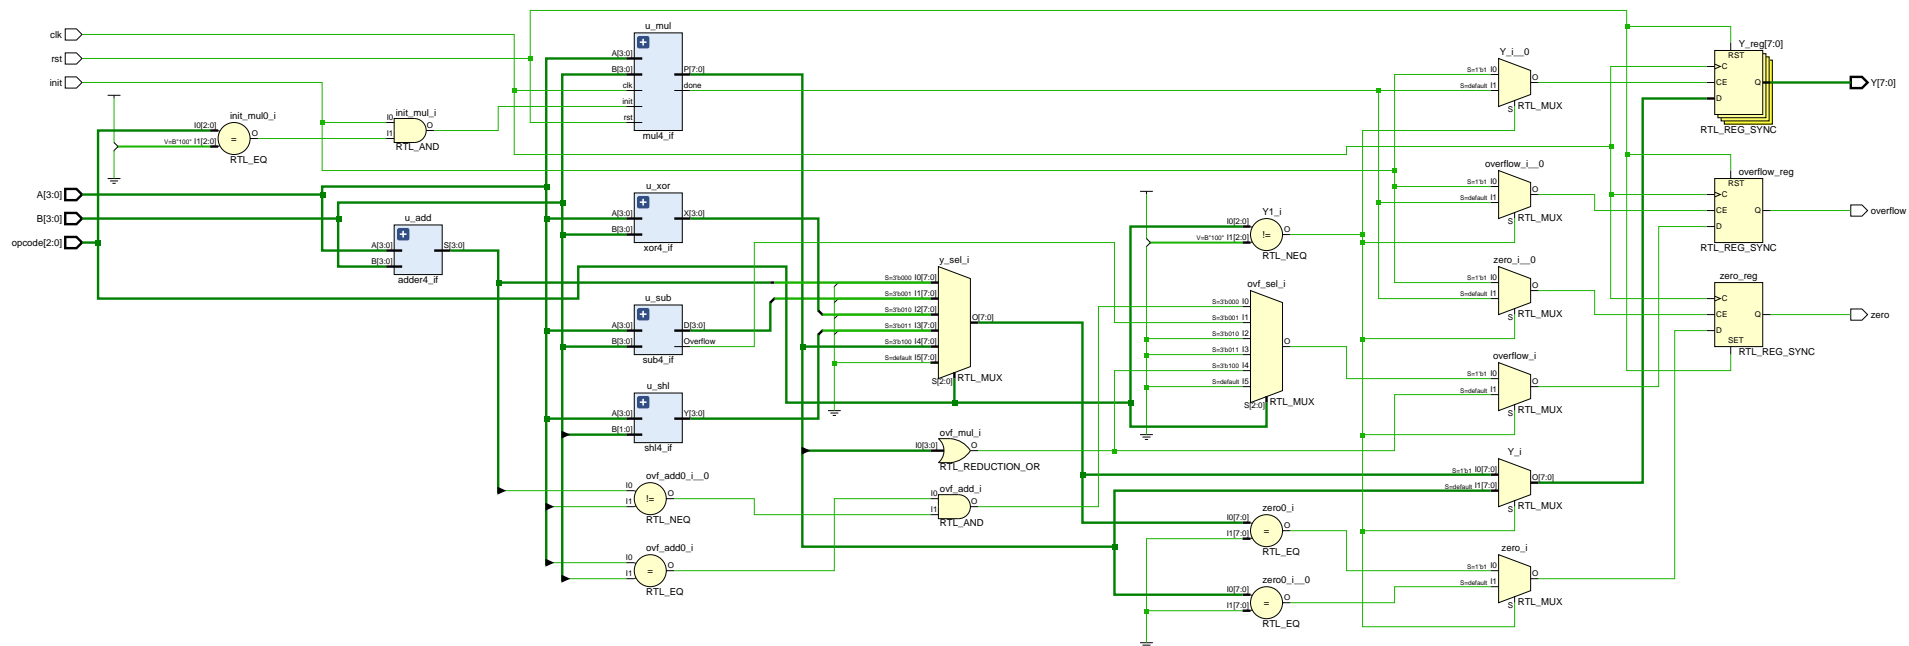 clk
rst
init
A[3:0]
B[3:0]
opcode[2:0]
init_mul0_i
I0[2:0]
V=B"100" I1[2:0]
=
O
RTL_EQ
init_mul_i
I0
I1
O
RTL_AND
u_add
A[3:0]
B[3:0]
S[3:0]
adder4_if
u_mul
A[3:0]
B[3:0]
clk
init
rst
P[7:0]
done
mul4_if
u_xor
A[3:0]
B[3:0]
X[3:0]
xor4_if
u_sub
A[3:0]
B[3:0]
D[3:0]
Overflow
sub4_if
u_shl
A[3:0]
B[1:0]
Y[3:0]
shl4_if
ovf_add0_i__0
I0
I1
!=
O
RTL_NEQ
ovf_add0_i
I0
I1
=
O
RTL_EQ
y_sel_i
S=3'b000 I0[7:0]
S=3'b001 I1[7:0]
S=3'b010 I2[7:0]
S=3'b011 I3[7:0]
S=3'b100 I4[7:0]
S=default I5[7:0]
S[2:0]
O[7:0]
RTL_MUX
ovf_mul_i
I0[3:0]
O
RTL_REDUCTION_OR
ovf_add_i
I0
I1
O
RTL_AND
Y1_i
I0[2:0]
V=B"100" I1[2:0]
!=
O
RTL_NEQ
ovf_sel_i
S=3'b000 I0
S=3'b001 I1
S=3'b010 I2
S=3'b011 I3
S=3'b100 I4
S=default I5
S[2:0]
O
RTL_MUX
zero0_i
I0[7:0]
I1[7:0]
=
O
RTL_EQ
zero0_i__0
I0[7:0]
I1[7:0]
=
O
RTL_EQ
Y_i__0
S=1'b1 I0
S=default I1
S
O
RTL_MUX
overflow_i__0
S=1'b1 I0
S=default I1
S
O
RTL_MUX
zero_i__0
S=1'b1 I0
S=default I1
S
O
RTL_MUX
overflow_i
S=1'b1 I0
S=default I1
S
O
RTL_MUX
Y_i
S=1'b1 I0[7:0]
S=default I1[7:0]
S
O[7:0]
RTL_MUX
zero_i
S=1'b1 I0
S=default I1
S
O
RTL_MUX
Y_reg[7:0]
RST
C
CE
D
Q
RTL_REG_SYNC
overflow_reg
RST
C
CE
D
Q
RTL_REG_SYNC
zero_reg
C
CE
D
SET
Q
RTL_REG_SYNC
Y[7:0]
overflow
zero